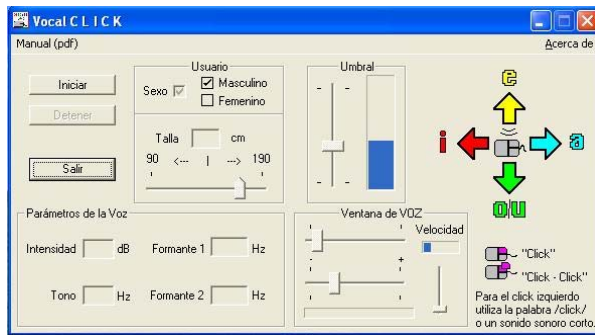 Vocal C L I C K
Manual (pdf)
Acerca de
Iniciar
Detener
Salir
Usuario
Sexo
Masculino
Femenino
Talla
cm
90 <--- | ---> 190
Umbral
e
i
a
o/u
Parámetros de la Voz
Intensidad
dB
Formante 1
Hz
Tono
Hz
Formante 2
Hz
Ventana de VOZ
Velocidad
-
+
"Click"
"Click - Click"
Para el click izquierdo
utiliza la palabra /click/
o un sonido sonoro corto.